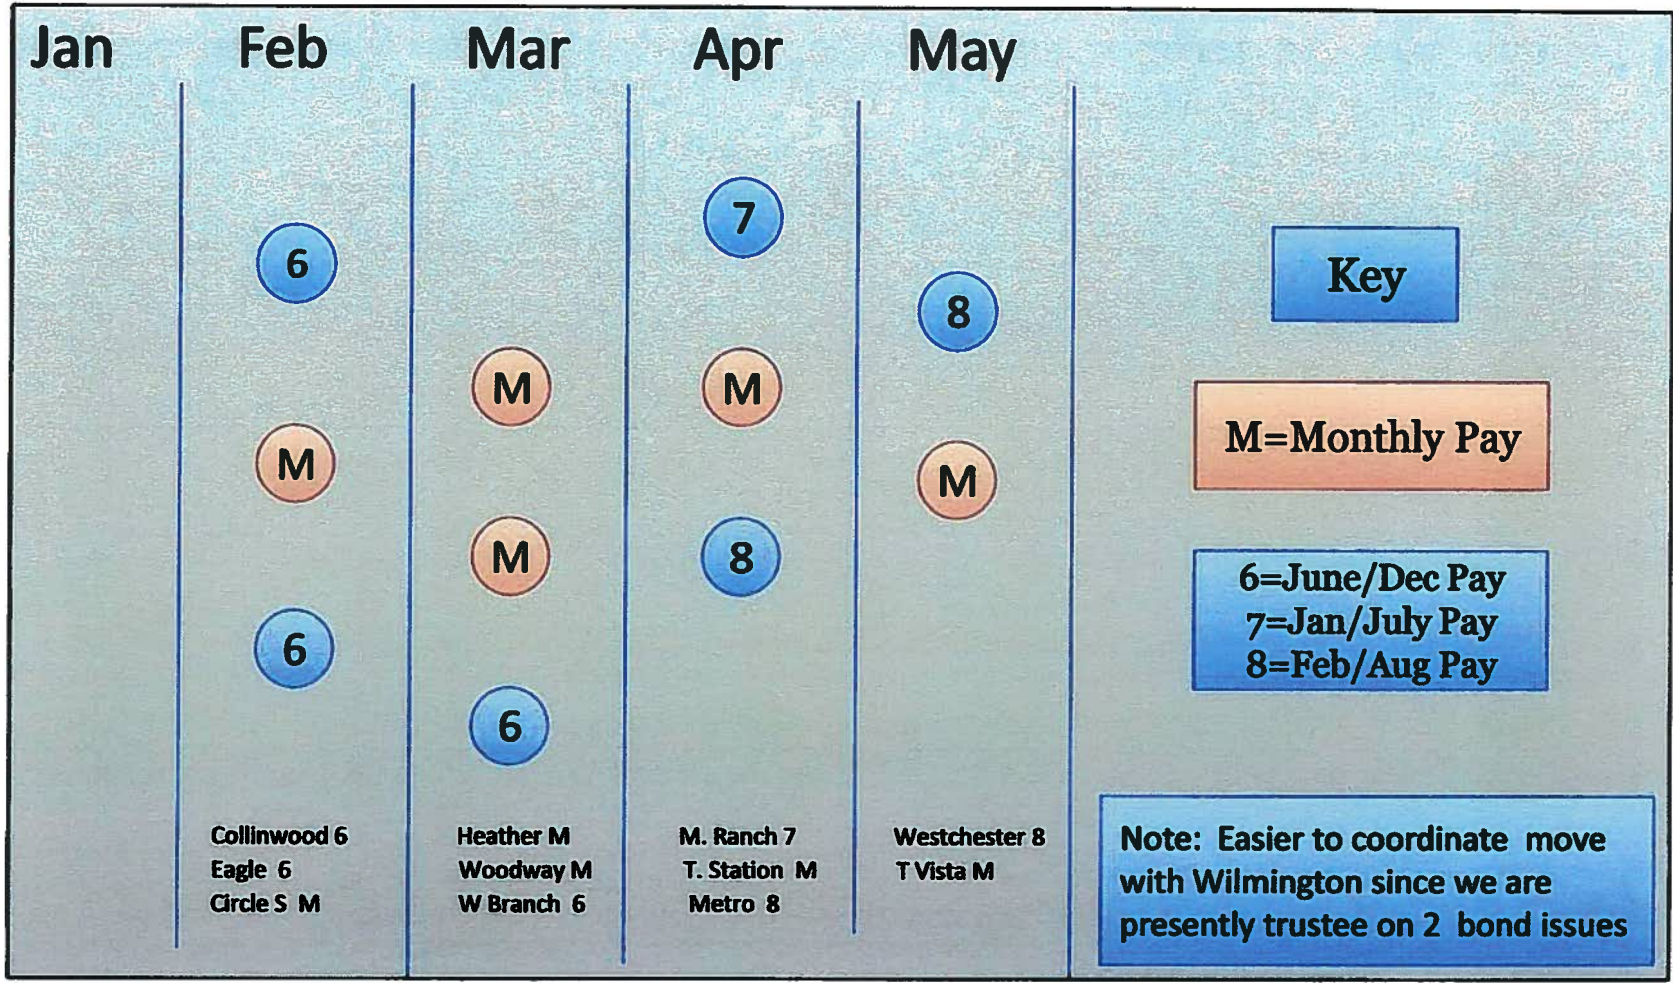 Jan Feb Mar Apr May
6
M
6
M
M
6
7
M
8
8
M
Collinwood 6
Eagle 6
Circle S M
Heather M
Woodway M
W Branch 6
M. Ranch 7
T. Station M
Metro 8
Westchester 8
T Vista M
Key
M=Monthly Pay
6=June/Dec Pay
7=Jan/July Pay
8=Feb/Aug Pay
Note: Easier to coordinate move
with Wilmington since we are
presently trustee on 2 bond issues